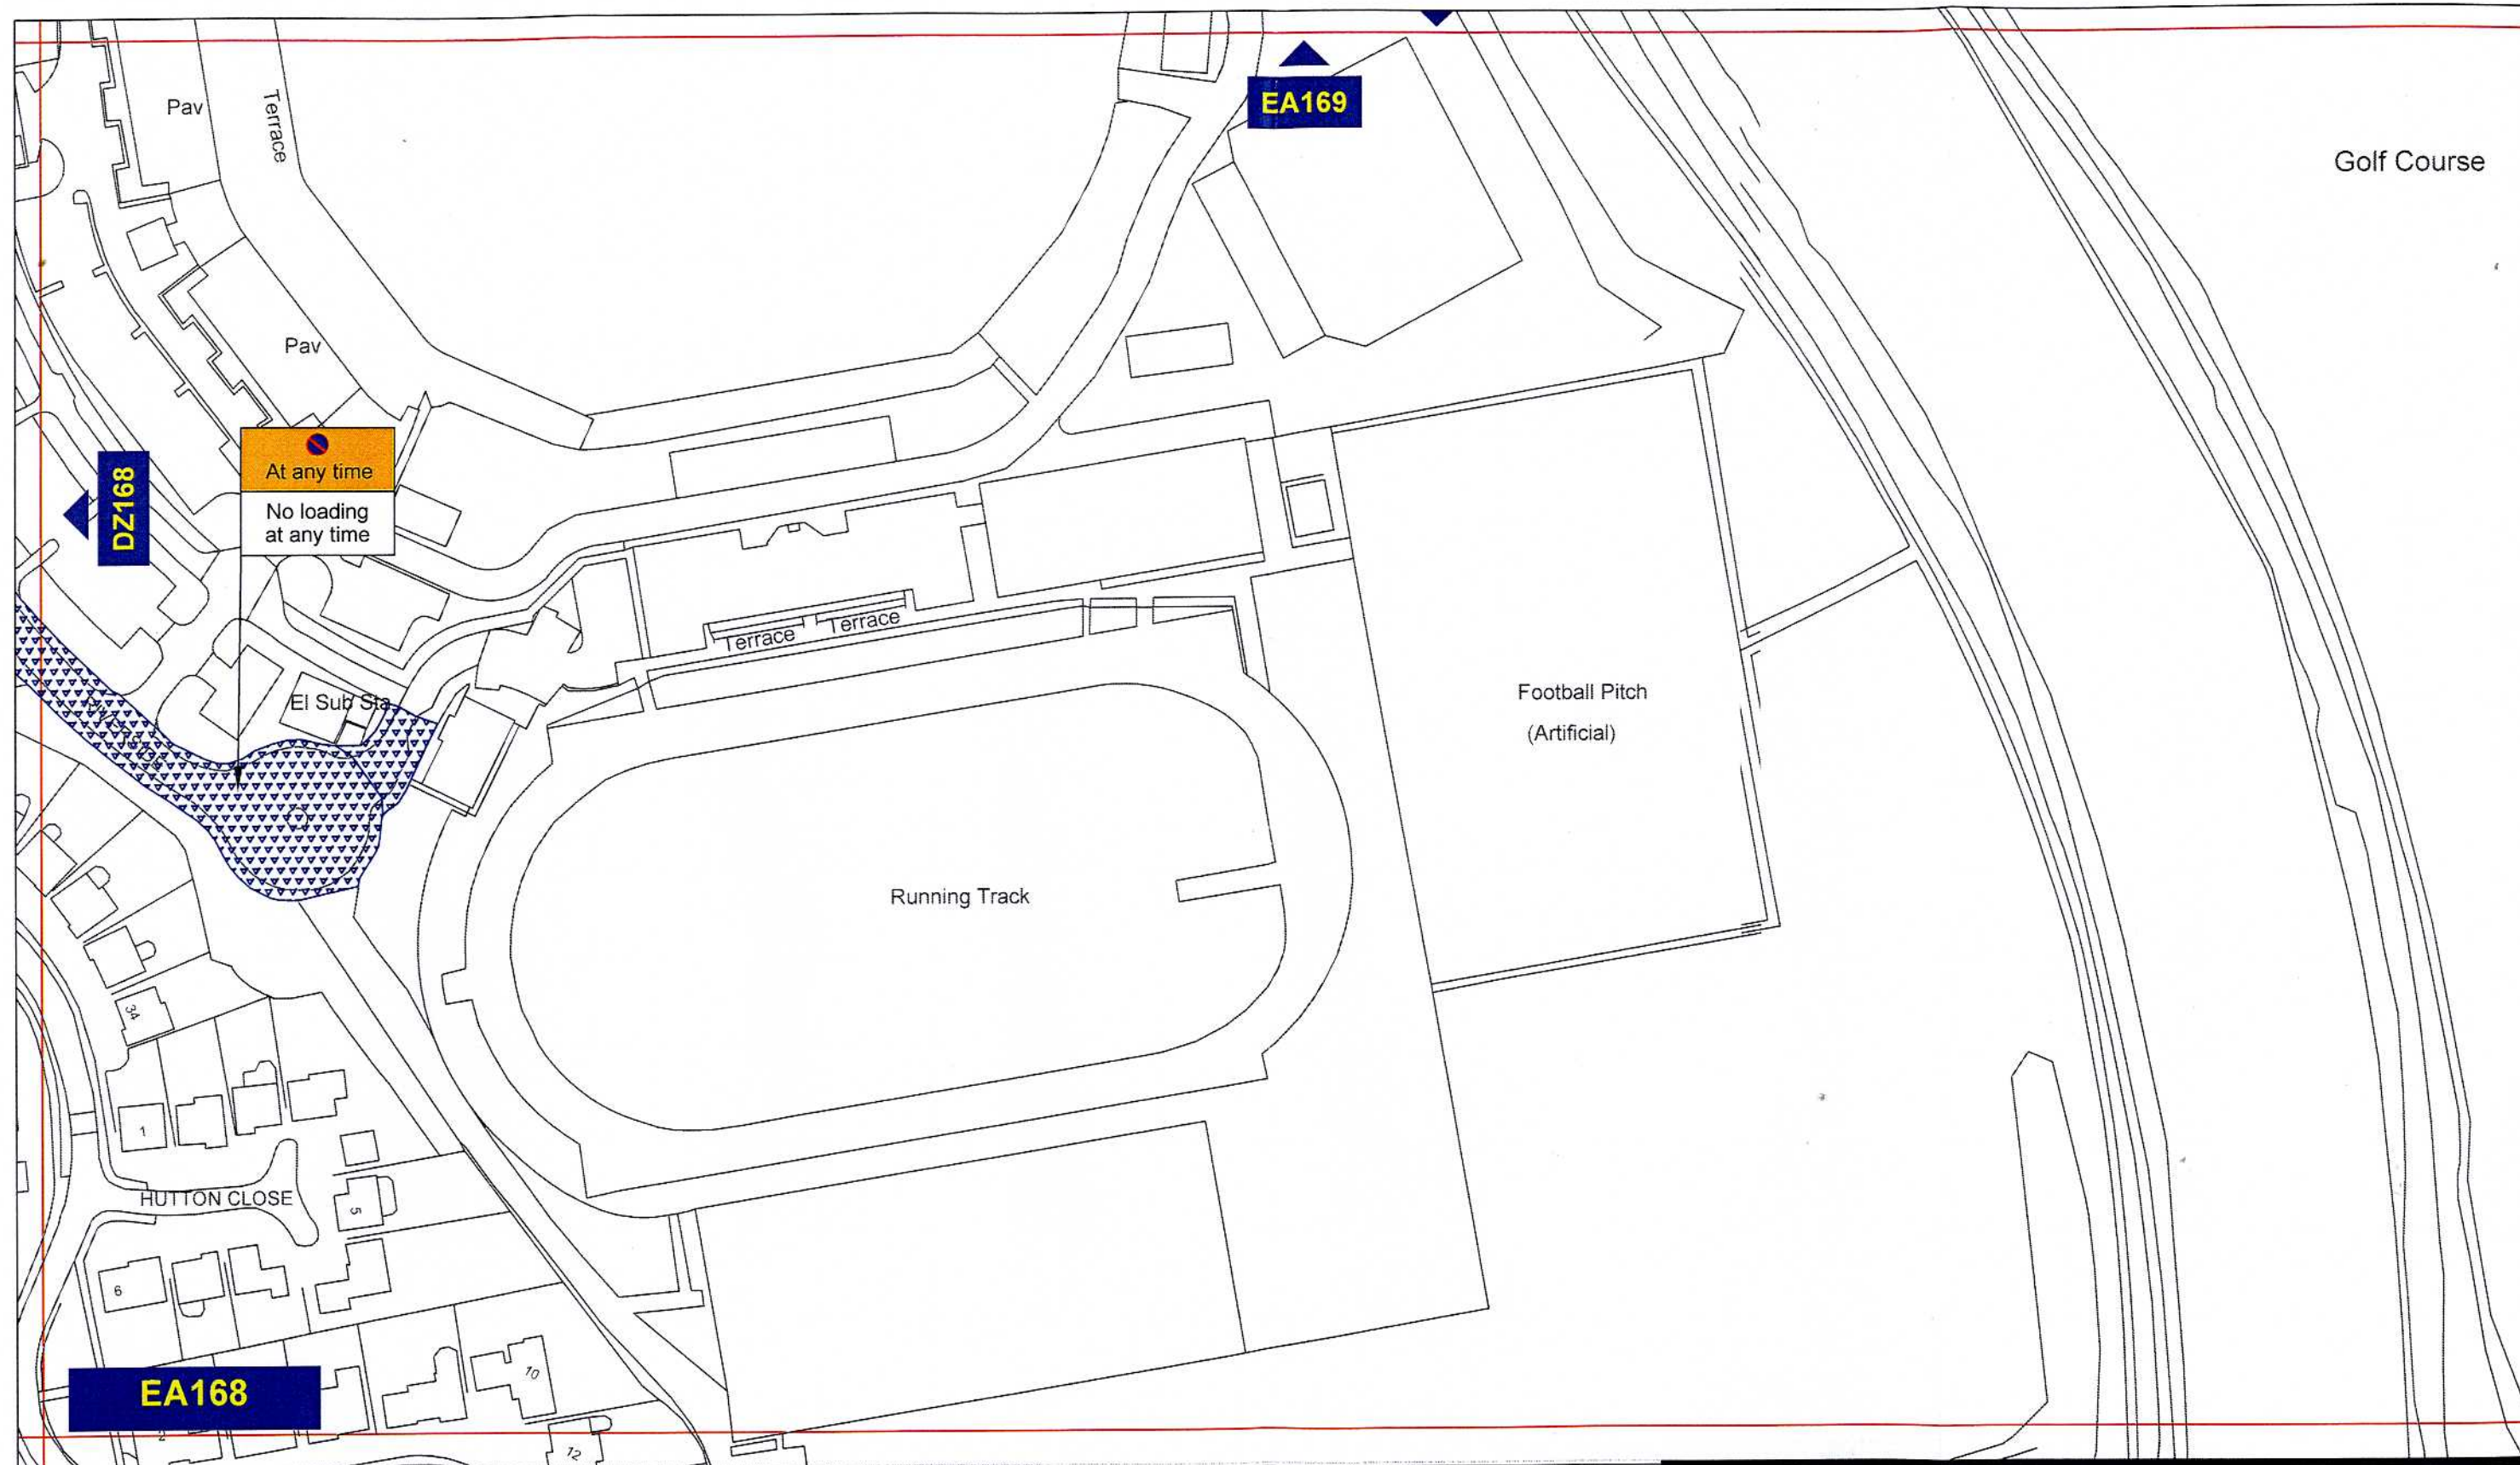 EA169
Pav
Terrace
Golf Course
Pav
At any time
No loading
at any time
DZ168
Terrace
Terrace
El Sub Sta
Football Pitch
(Artificial)
Running Track
34
1
HUTTON CLOSE
5
6
EA168
10
2
12